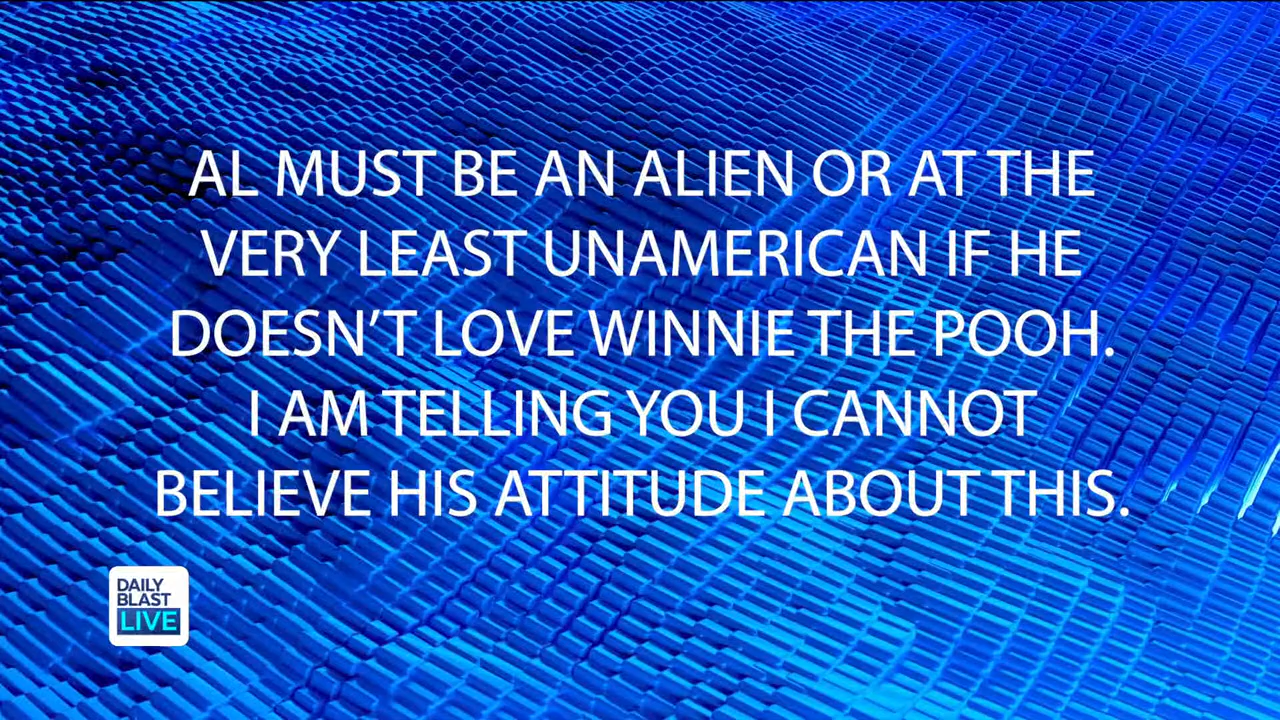 AL MUST BE AN ALIEN OR AT THE
VERY LEAST UNAMERICAN IF HE
DOESN'T LOVE WINNIE THE POOH.
I AM TELLING YOU I CANNOT
BELIEVE HIS ATTITUDE ABOUT THIS.
DAILY
BLAST
LIVE